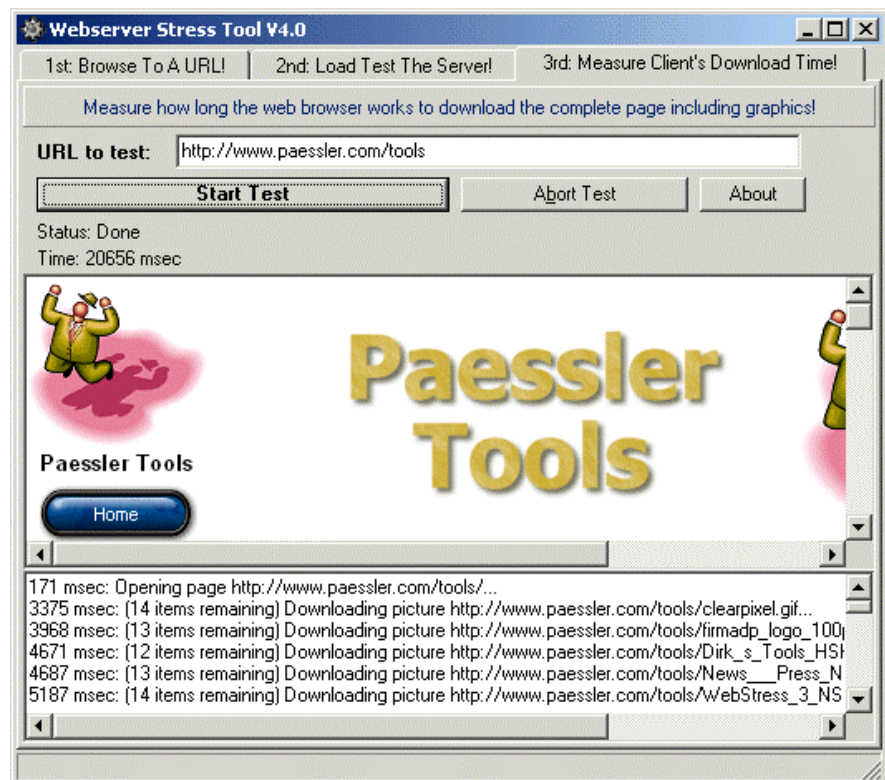 Webserver Stress Tool V4.0
1st: Browse To A URL!
2nd: Load Test The Server!
3rd: Measure Client's Download Time!
Measure how long the web browser works to download the complete page including graphics!
URL to test: http://www.paessler.com/tools
Start Test
Abort Test
About
Status: Done
Time: 20656 msec
Paessler
Tools
Paessler Tools
Home
171 msec: Opening page http://www.paessler.com/tools/...
3375 msec: (14 items remaining) Downloading picture http://www.paessler.com/tools/clearpixel.gif...
3968 msec: (13 items remaining) Downloading picture http://www.paessler.com/tools/firmadp_logo_100
4671 msec: (12 items remaining) Downloading picture http://www.paessler.com/tools/Dirk_s_Tools_HS
4687 msec: (13 items remaining) Downloading picture http://www.paessler.com/tools/News___Press_N
5187 msec: (14 items remaining) Downloading picture http://www.paessler.com/tools/WebStress_3_NS